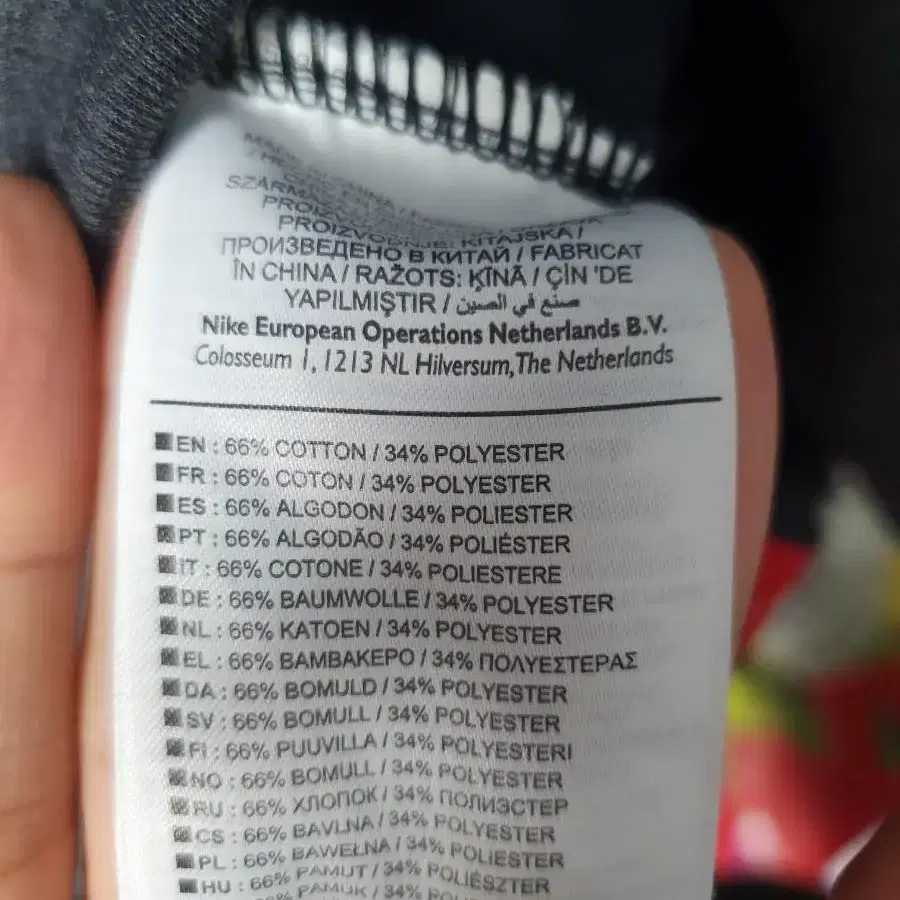 PROIZVODNJE: KITAJSKA /
ПРОИЗВЕДЕНО В КИТАЙ / FABRICAT
ÎN CHINA / RAŽOTS: ĶĪNĀ / ÇİN 'DE
YAPILMIŞTIR / صنع في الصين
Nike European Operations Netherlands B.V.
Colosseum 1, 1213 NL Hilversum, The Netherlands
EN : 66% COTTON / 34% POLYESTER
FR : 66% COTON / 34% POLYESTER
ES : 66% ALGODON / 34% POLIESTER
PT : 66% ALGODÃO / 34% POLIÉSTER
IT : 66% COTONE / 34% POLIESTERE
DE : 66% BAUMWOLLE / 34% POLYESTER
NL : 66% KATOEN / 34% POLYESTER
EL : 66% ΒΑΜΒΑΚΕΡΟ / 34% ΠΟΛΥΕΣΤΕΡΑΣ
DA : 66% BOMULD / 34% POLYESTER
SV : 66% BOMULL / 34% POLYESTER
FI : 66% PUUVILLA / 34% POLYESTERI
NO : 66% BOMULL / 34% POLYESTER
RU : 66% ХЛОПОК / 34% ПОЛИЭСТЕР
CS : 66% BAVLNA / 34% POLYESTER
PL : 66% BAWEŁNA / 34% POLIESTER
HU : 66% PAMUT / 34% POLIÉSZTER
66% PAMUK / 34%